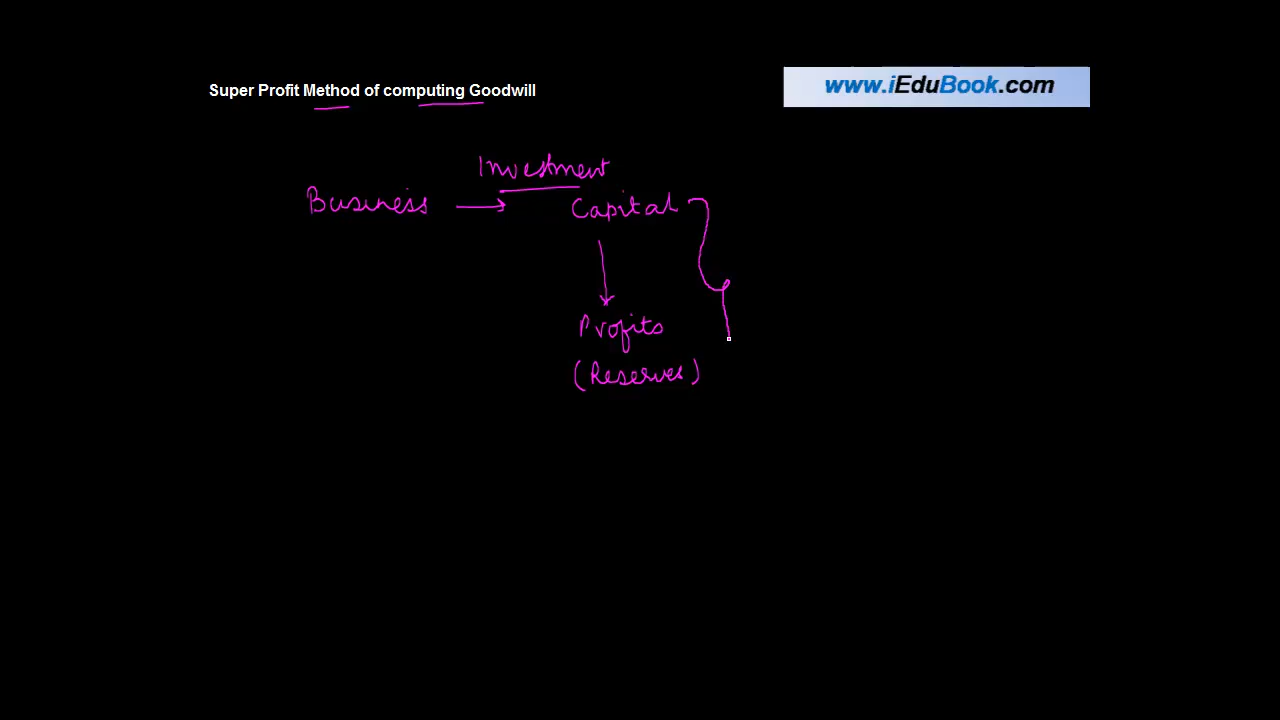 www.iEduBook.com
Super Profit Method of computing Goodwill
Investment
Business → Capital
Profits
(Reserves)